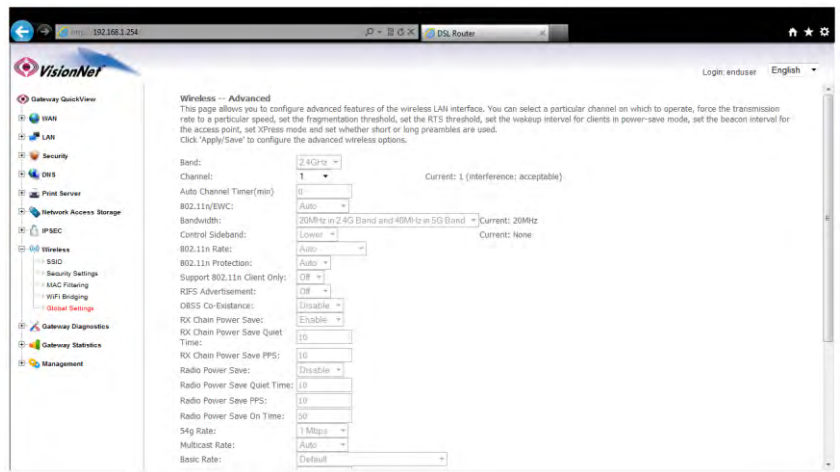 192.168.1.254
DSL Router
VisionNet
Login: enduser English
Gateway QuickView
WAN
LAN
Security
DNS
Print Server
Network Access Storage
IPSEC
Wireless
SSID
Security Settings
MAC Filtering
WiFi Bridging
Global Settings
Gateway Diagnostics
Gateway Statistics
Management
Wireless -- Advanced
This page allows you to configure advanced features of the wireless LAN interface. You can select a particular channel on which to operate, force the transmission
rate to a particular speed, set the fragmentation threshold, set the RTS threshold, set the wakeup interval for clients in power-save mode, set the beacon interval for
the access point, set XPress mode and set whether short or long preambles are used.
Click 'Apply/Save' to configure the advanced wireless options.
Band: 2.4GHz
Channel: 1 Current: 1 (interference: acceptable)
Auto Channel Timer(min) 0
802.11n/EWC: Auto
Bandwidth: 20MHz in 2.4G Band and 40MHz in 5G Band Current: 20MHz
Control Sideband: Lower Current: None
802.11n Rate: Auto
802.11n Protection: Auto
Support 802.11n Client Only: Off
RIFS Advertisement: Off
OBSS Co-Existance: Disable
RX Chain Power Save: Enable
RX Chain Power Save Quiet
Time: 10
RX Chain Power Save PPS: 10
Radio Power Save: Disable
Radio Power Save Quiet Time: 10
Radio Power Save PPS: 10
Radio Power Save On Time: 50
54g Rate: 1 Mbps
Multicast Rate: Auto
Basic Rate: Default